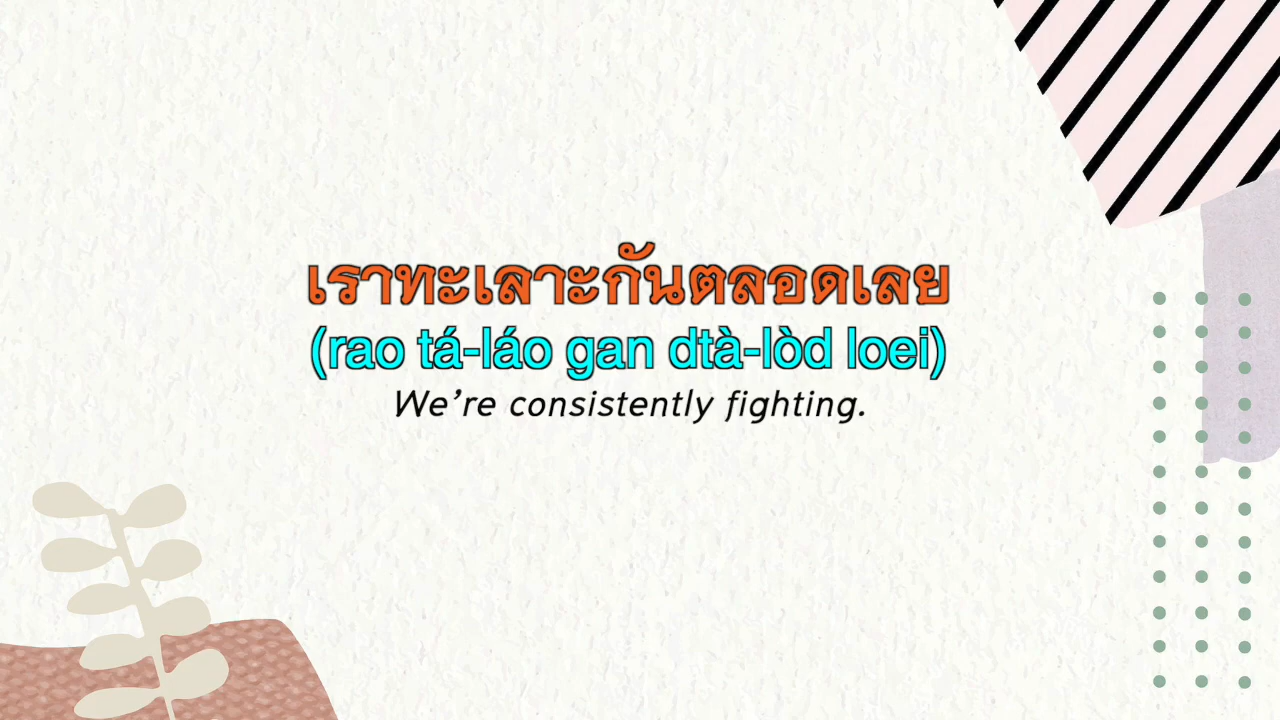 เราทะเลาะกันตลอดเลย
(rao tá-láo gan dtà-lòd loei)
We're consistently fighting.